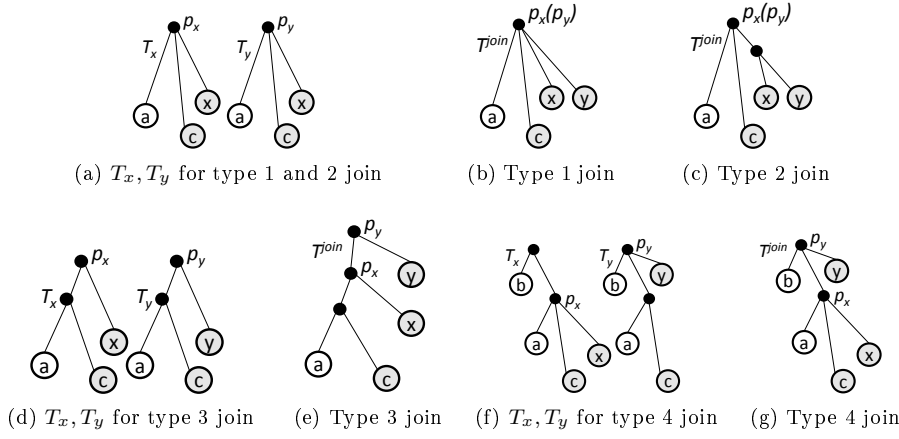 p_x p_y
T_x T_y
a c x a c x
(a) T_x, T_y for type 1 and 2 join
p_x(p_y)
T^join
a x y c
(b) Type 1 join
p_x(p_y)
T^join
a x y c
(c) Type 2 join
p_x p_y
T_x T_y
a x c a y c
(d) T_x, T_y for type 3 join
p_y
T^join
p_x y
x
a c
(e) Type 3 join
T_x T_y p_y
b b y
p_x
a x a
c c
(f) T_x, T_y for type 4 join
T^join p_y
b y
p_x
a x
c
(g) Type 4 join